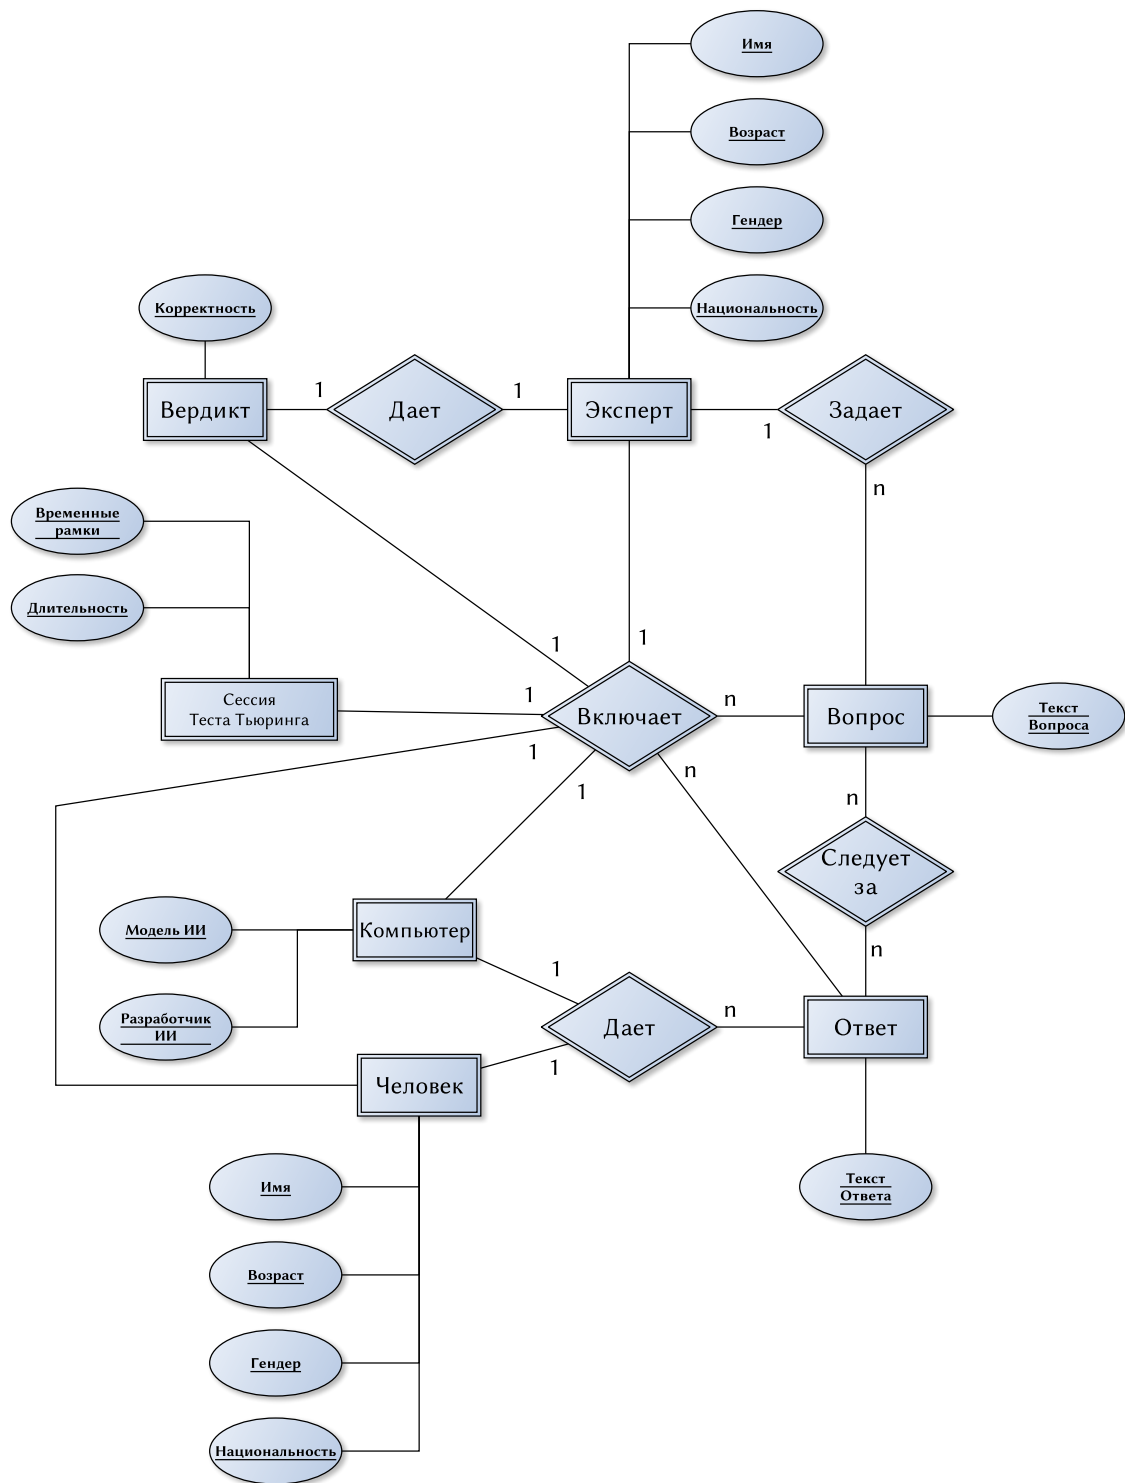 Имя
Возраст
Гендер
Национальность
Корректность
Вердикт
1
Дает
1
Эксперт
1
Задает
n
Временные
рамки
Длительность
Сессия
Теста Тьюринга
1
1
1
Включает
n
Вопрос
Текст
Вопроса
1
1
n
n
Следует
за
n
Модель ИИ
Компьютер
Разработчик
ИИ
1
Дает
n
Ответ
1
Человек
Текст
Ответа
Имя
Возраст
Гендер
Национальность